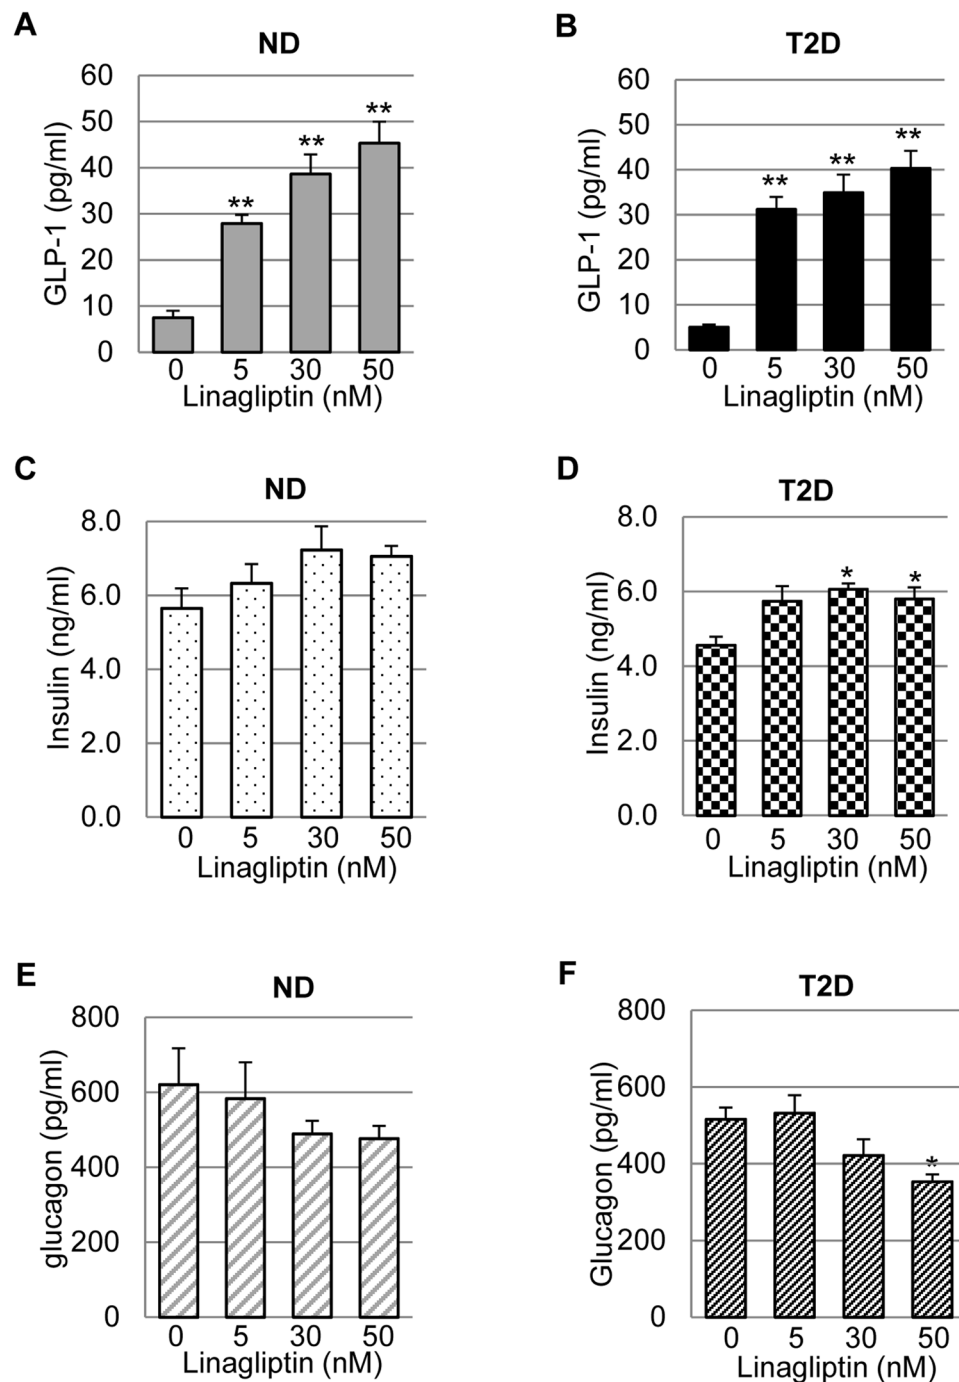 A
ND
GLP-1 (pg/ml)
60
50
40
30
20
10
0
**
**
**
0 5 30 50
Linagliptin (nM)
B
T2D
GLP-1 (pg/ml)
60
50
40
30
20
10
0
**
**
**
0 5 30 50
Linagliptin (nM)
C
ND
Insulin (ng/ml)
8.0
6.0
4.0
2.0
0.0
0 5 30 50
Linagliptin (nM)
D
T2D
Insulin (ng/ml)
8.0
6.0
4.0
2.0
0.0
* *
0 5 30 50
Linagliptin (nM)
E
ND
glucagon (pg/ml)
800
600
400
200
0
0 5 30 50
Linagliptin (nM)
F
T2D
Glucagon (pg/ml)
800
600
400
200
0
*
0 5 30 50
Linagliptin (nM)